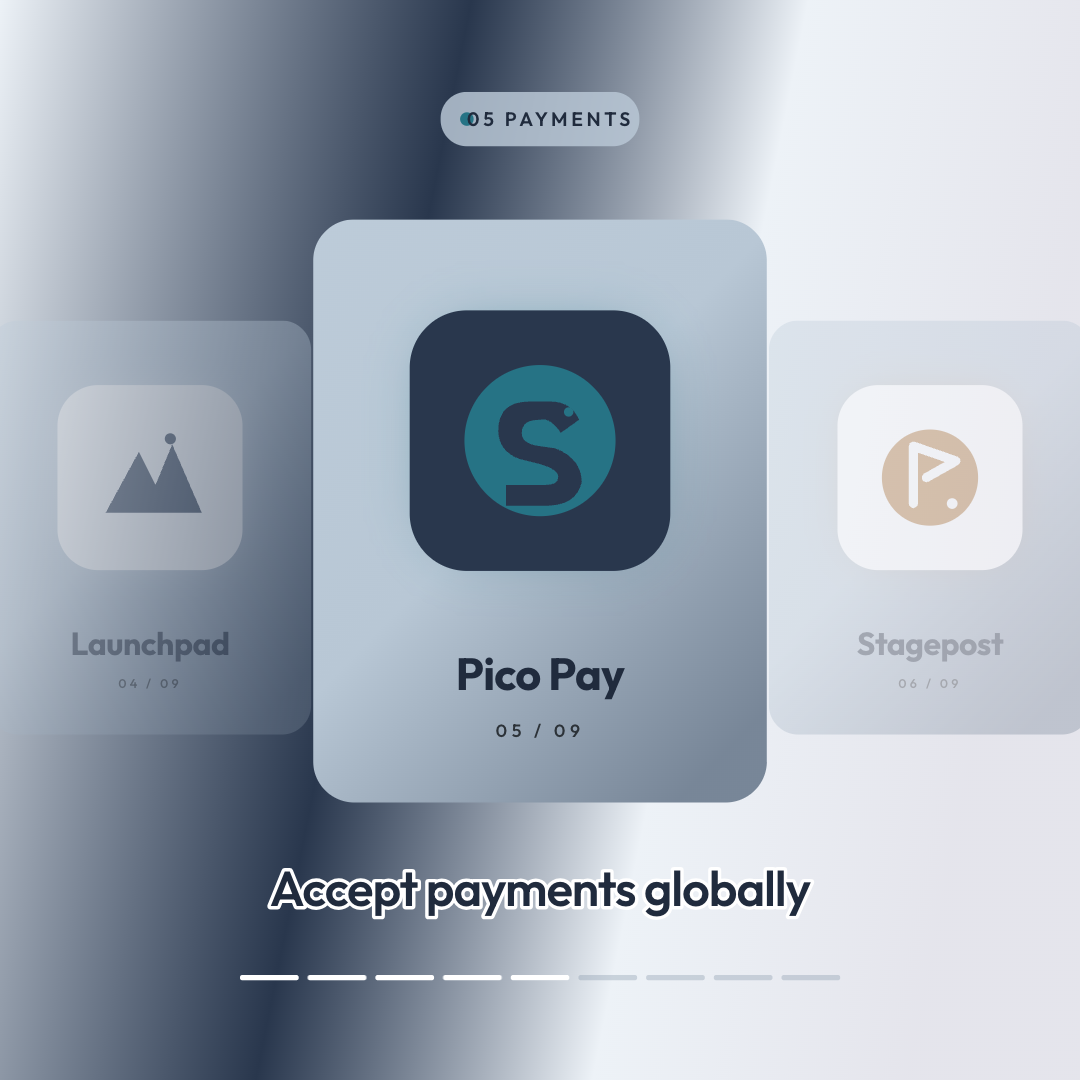 05 PAYMENTS
Launchpad
04 / 09
Pico Pay
05 / 09
Stagepost
06 / 09
Accept payments globally